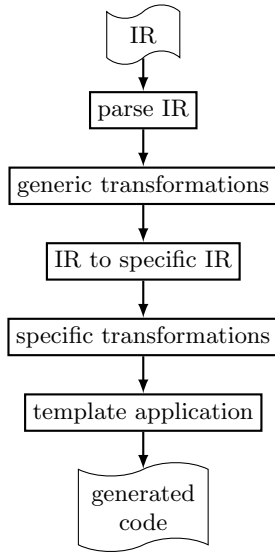 IR
parse IR
generic transformations
IR to specific IR
specific transformations
template application
generated
code